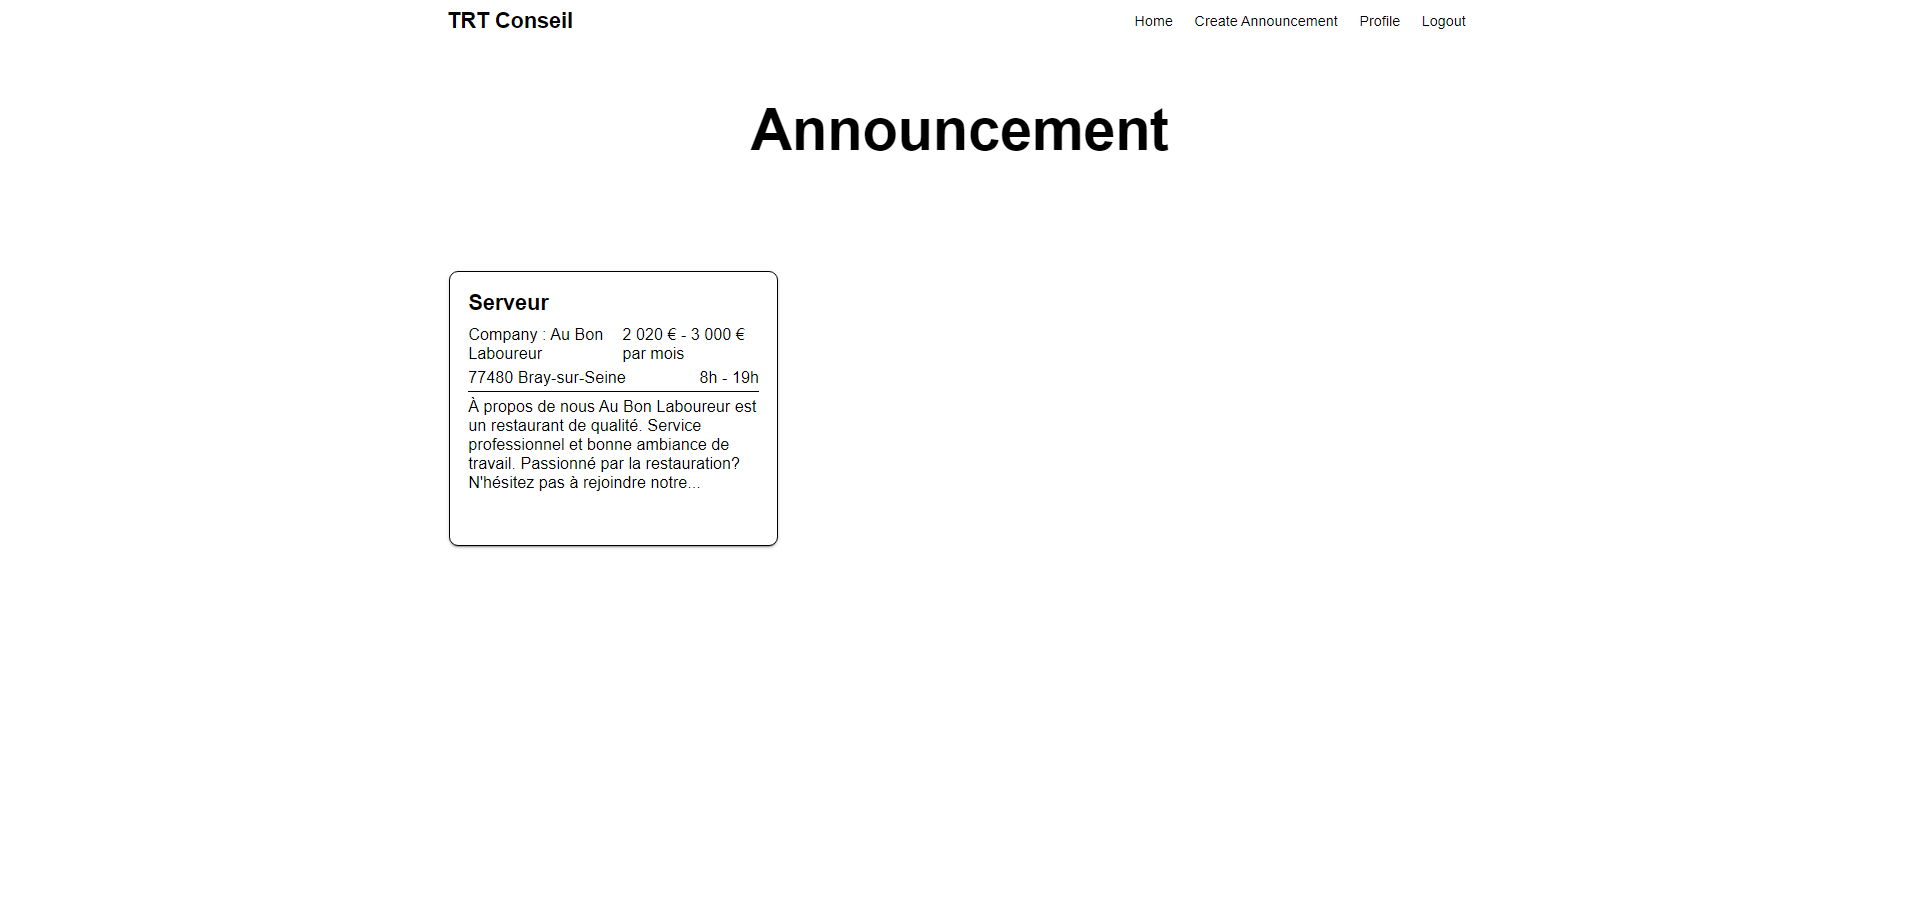 TRT Conseil
Home Create Announcement Profile Logout
Announcement
Serveur
Company : Au Bon Laboureur
2 020 € - 3 000 € par mois
77480 Bray-sur-Seine 8h - 19h
À propos de nous Au Bon Laboureur est
un restaurant de qualité. Service
professionnel et bonne ambiance de
travail. Passionné par la restauration?
N'hésitez pas à rejoindre notre...